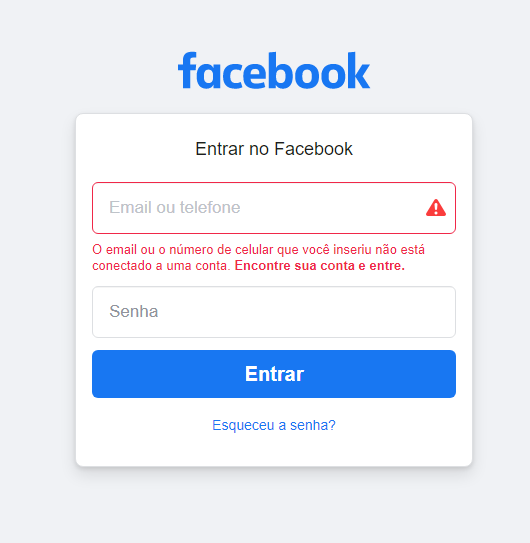 facebook
Entrar no Facebook
Email ou telefone
O email ou o número de celular que você inseriu não está
conectado a uma conta. Encontre sua conta e entre.
Senha
Entrar
Esqueceu a senha?